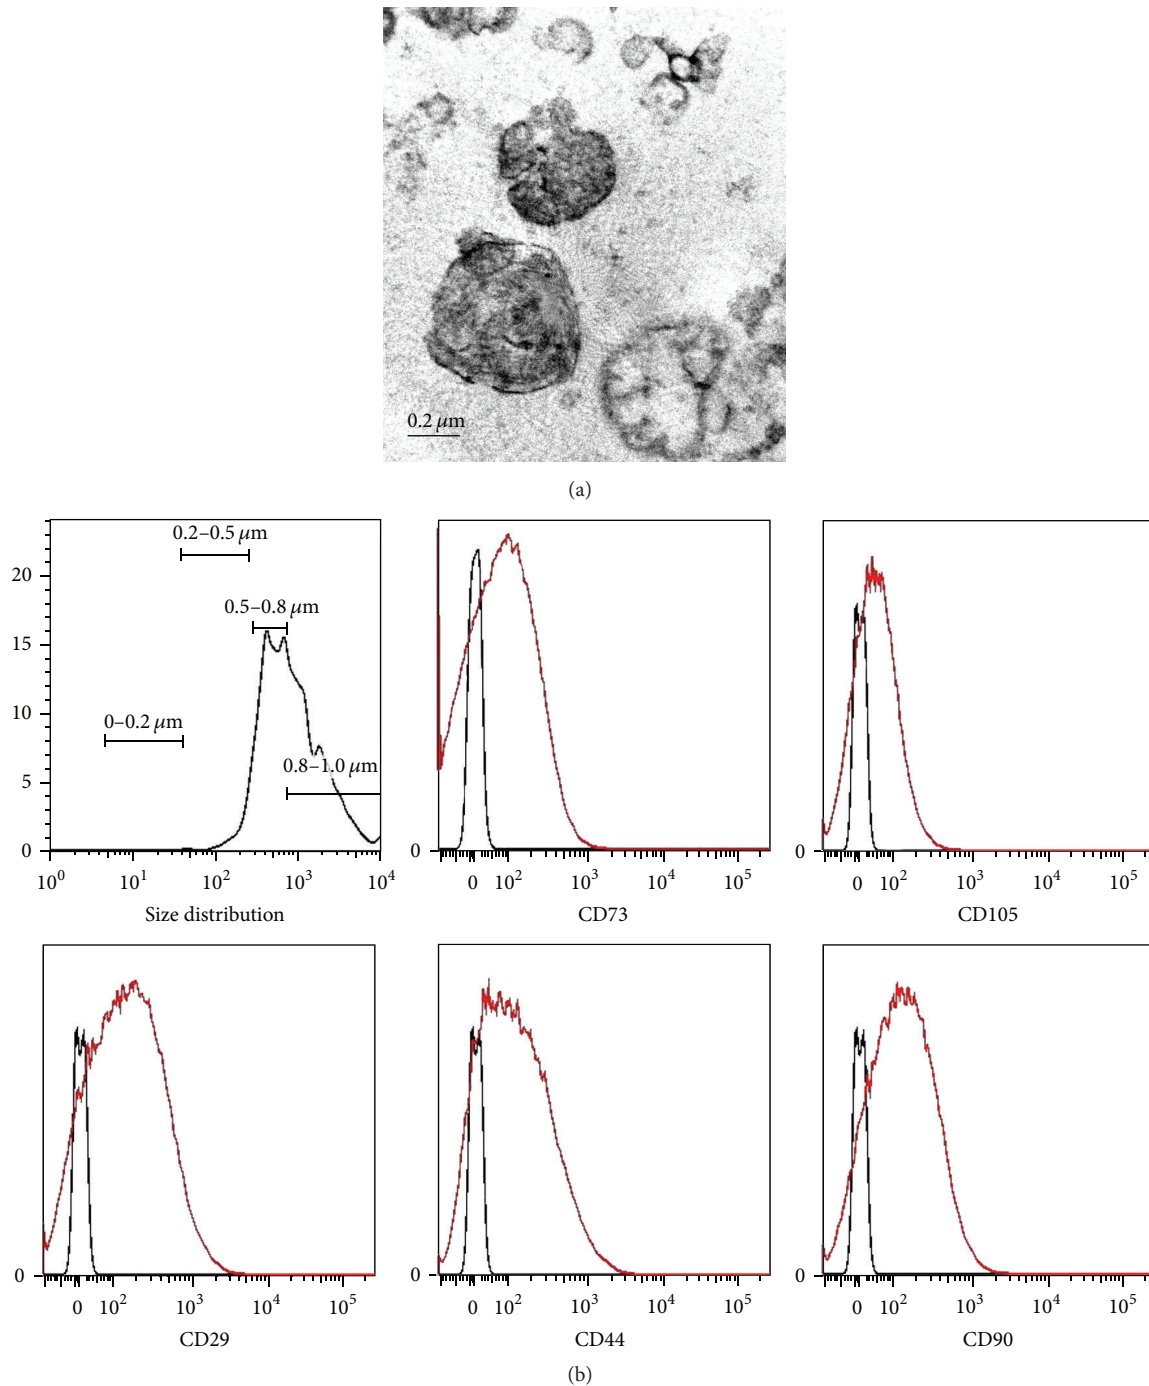 0.2 μm
(a)
0.2–0.5 μm
0.5–0.8 μm
0–0.2 μm
0.8–1.0 μm
20
15
10
5
0
10⁰ 10¹ 10² 10³ 10⁴
Size distribution
0
0 10² 10³ 10⁴ 10⁵
CD73
0
0 10² 10³ 10⁴ 10⁵
CD105
0
0 10² 10³ 10⁴ 10⁵
CD29
0
0 10² 10³ 10⁴ 10⁵
CD44
0
0 10² 10³ 10⁴ 10⁵
CD90
(b)